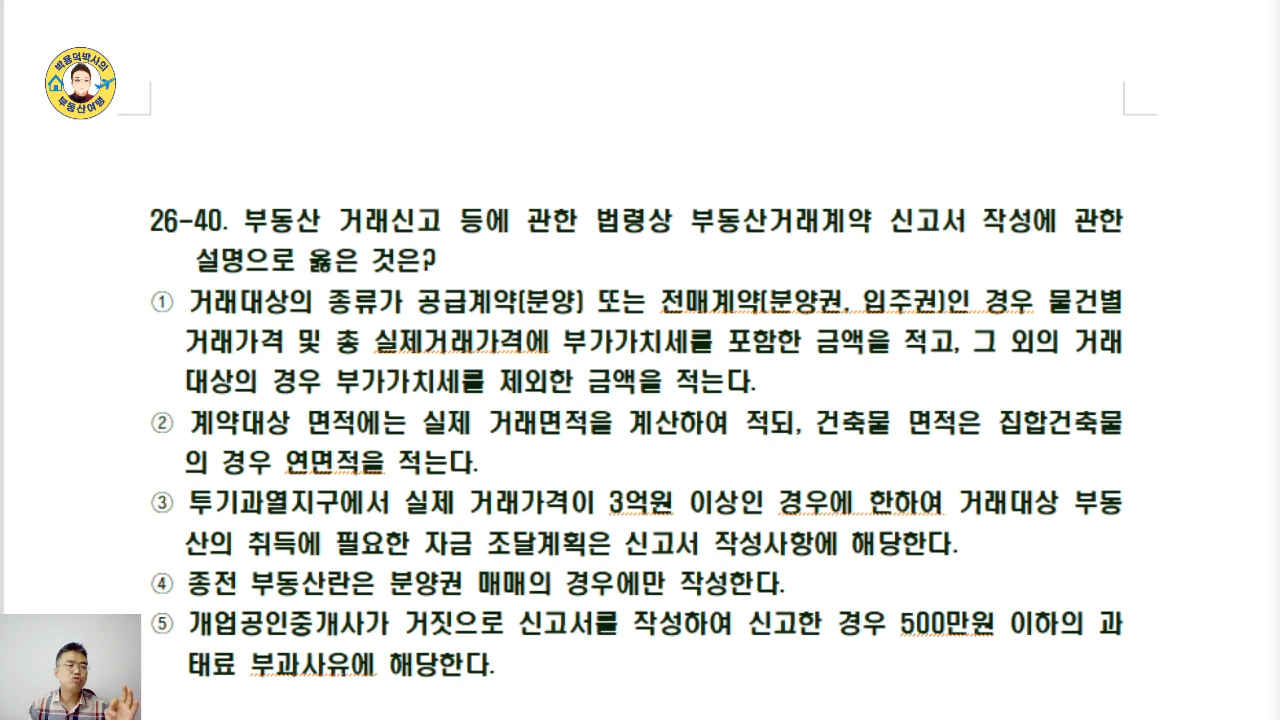 박용덕박사의
부동산여행
26-40. 부동산 거래신고 등에 관한 법령상 부동산거래계약 신고서 작성에 관한
설명으로 옳은 것은?
① 거래대상의 종류가 공급계약(분양) 또는 전매계약(분양권, 입주권)인 경우 물건별
거래가격 및 총 실제거래가격에 부가가치세를 포함한 금액을 적고, 그 외의 거래
대상의 경우 부가가치세를 제외한 금액을 적는다.
② 계약대상 면적에는 실제 거래면적을 계산하여 적되, 건축물 면적은 집합건축물
의 경우 연면적을 적는다.
③ 투기과열지구에서 실제 거래가격이 3억원 이상인 경우에 한하여 거래대상 부동
산의 취득에 필요한 자금 조달계획은 신고서 작성사항에 해당한다.
④ 종전 부동산란은 분양권 매매의 경우에만 작성한다.
⑤ 개업공인중개사가 거짓으로 신고서를 작성하여 신고한 경우 500만원 이하의 과
태료 부과사유에 해당한다.